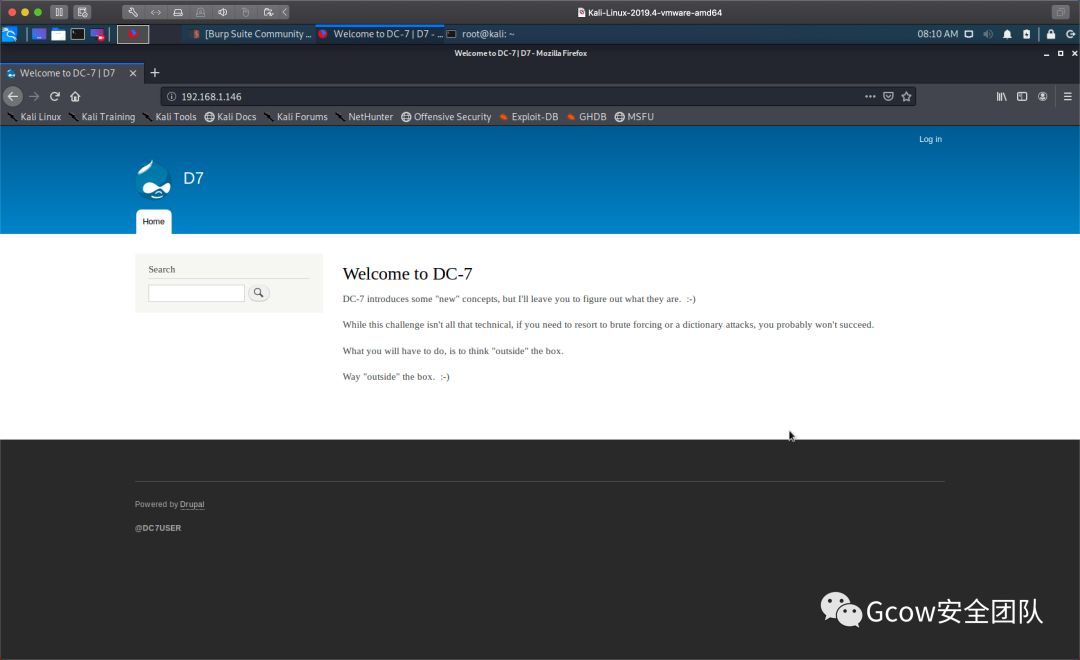 Kali-Linux-2019.4-vmware-amd64
[Burp Suite Community ...
Welcome to DC-7 | D7 - ...
root@kali: ~
08:10 AM
Welcome to DC-7 | D7 - Mozilla Firefox
Welcome to DC-7 | D7
192.168.1.146
Kali Linux
Kali Training
Kali Tools
Kali Docs
Kali Forums
NetHunter
Offensive Security
Exploit-DB
GHDB
MSFU
Log in
D7
Home
Search
Welcome to DC-7
DC-7 introduces some "new" concepts, but I'll leave you to figure out what they are. :-)
While this challenge isn't all that technical, if you need to resort to brute forcing or a dictionary attacks, you probably won't succeed.
What you will have to do, is to think "outside" the box.
Way "outside" the box. :-)
Powered by Drupal
@DC7USER
Gcow安全团队